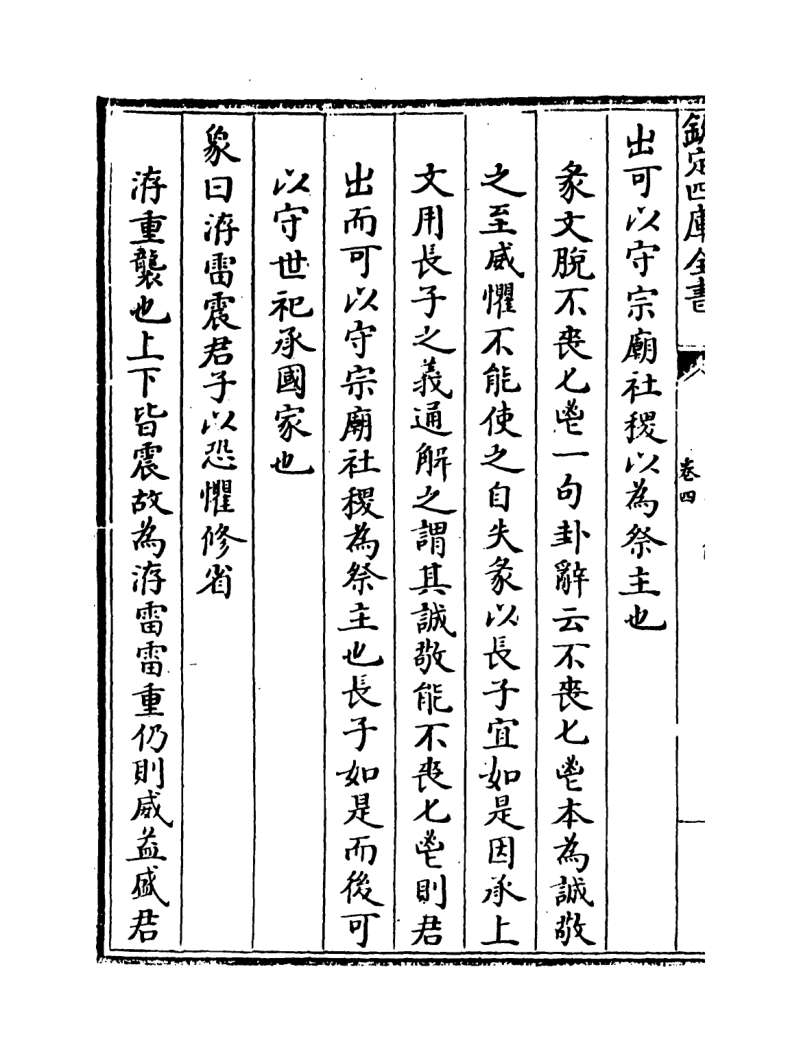 欽定四庫全書
卷四
出可以守宗廟社稷以為祭主也
彖文脫不喪匕鬯一句卦辭云不喪匕鬯本為誠敬
之至威懼不能使之自失彖以長子宜如是因承上
文用長子之義通解之謂其誠敬能不喪匕鬯則君
出而可以守宗廟社稷為祭主也長子如是而後可
以守世祀承國家也
象曰洊雷震君子以恐懼修省
洊重襲也上下皆震故為洊雷雷重仍則威益盛君